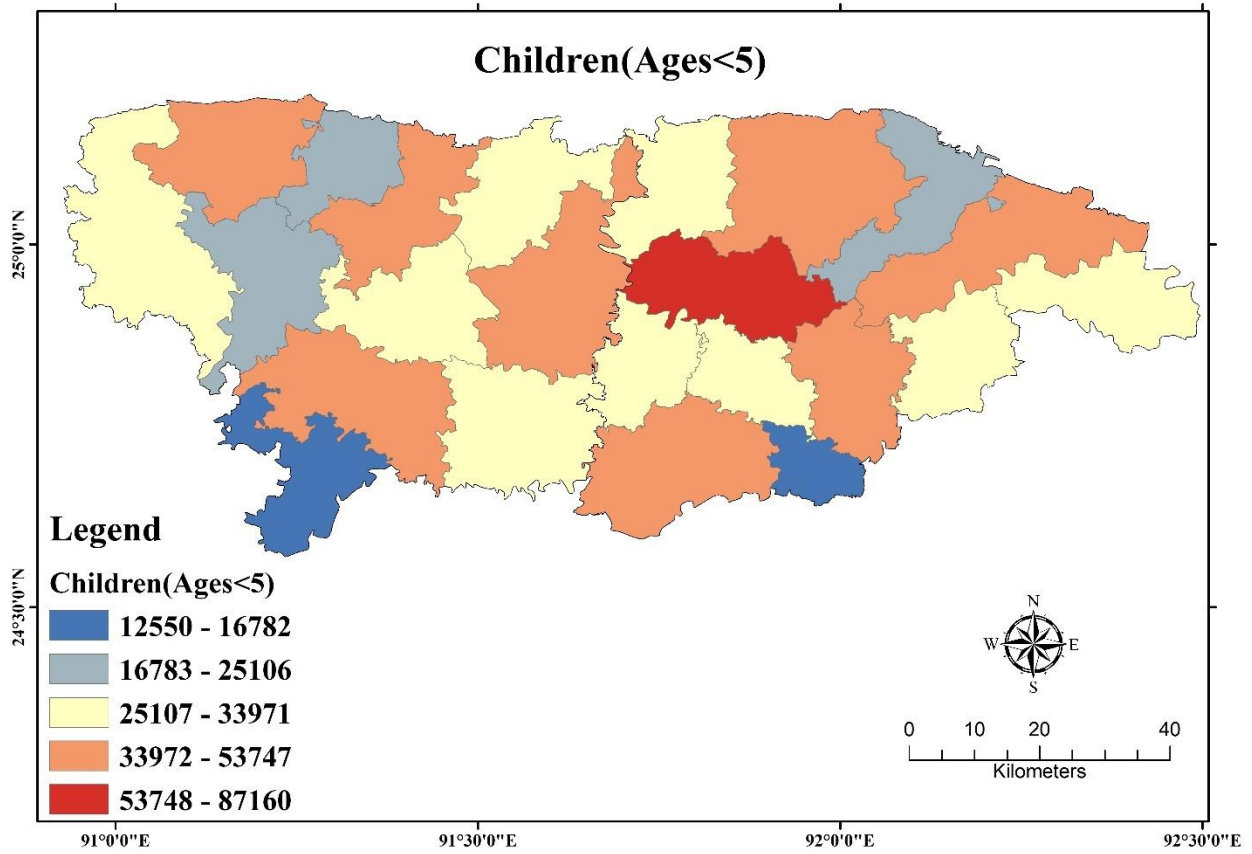 Children(Ages<5)
25°0'0"N
24°30'0"N
Legend
Children(Ages<5)
12550 - 16782
16783 - 25106
25107 - 33971
33972 - 53747
53748 - 87160
N
W E
S
0 10 20 40
Kilometers
91°0'0"E 91°30'0"E 92°0'0"E 92°30'0"E